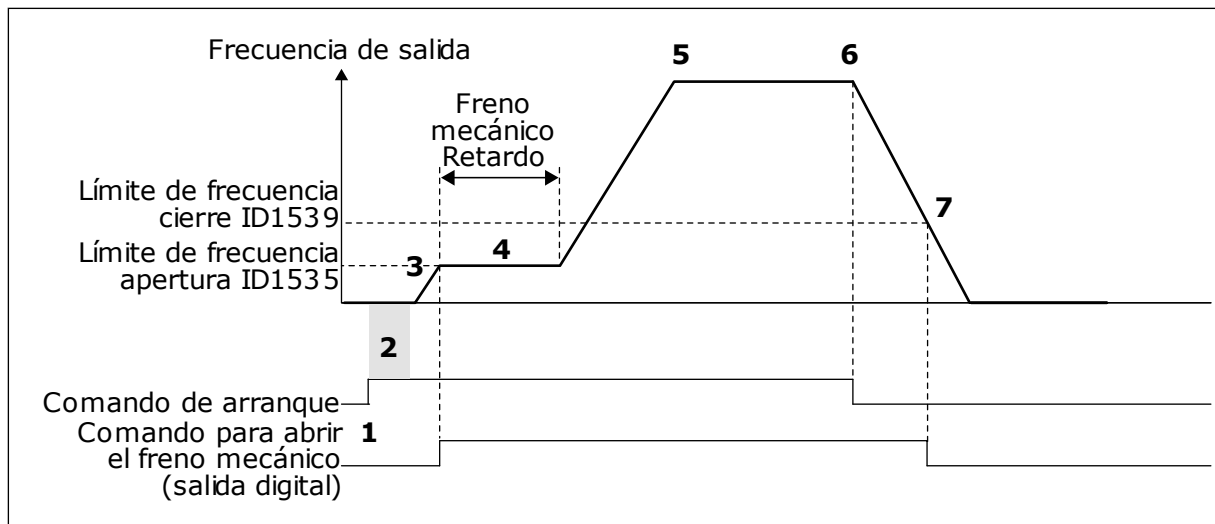 Frecuencia de salida
5
6
Freno
mecánico
Retardo
Límite de frecuencia
cierre ID1539
7
Límite de frecuencia
apertura ID1535
3
4
2
Comando de arranque
Comando para abrir
1
el freno mecánico
(salida digital)